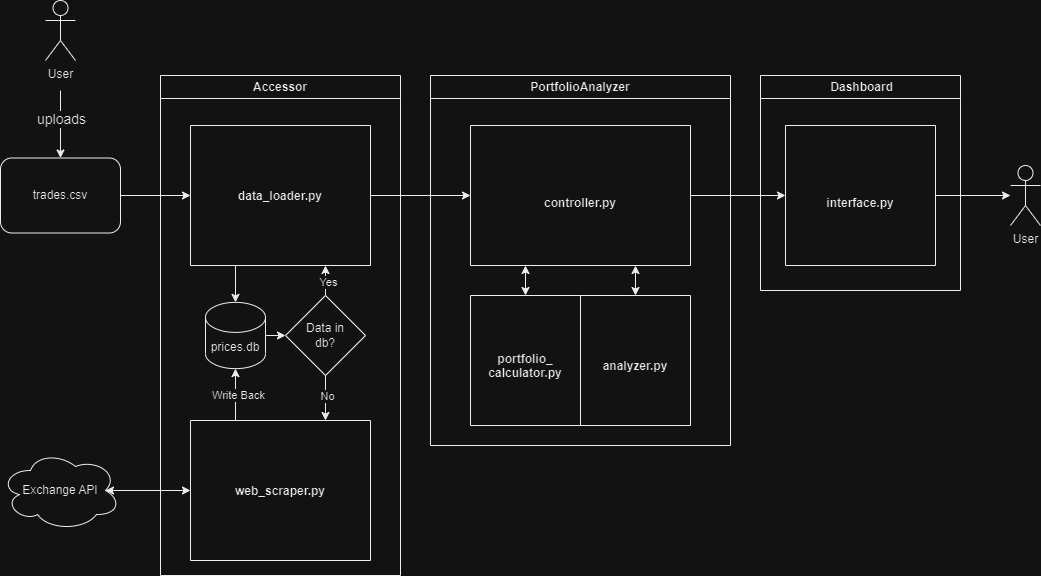 User
uploads
trades.csv
Accessor
data_loader.py
prices.db
Data in
db?
Yes
No
Write Back
web_scraper.py
Exchange API
PortfolioAnalyzer
controller.py
portfolio_
calculator.py
analyzer.py
Dashboard
interface.py
User